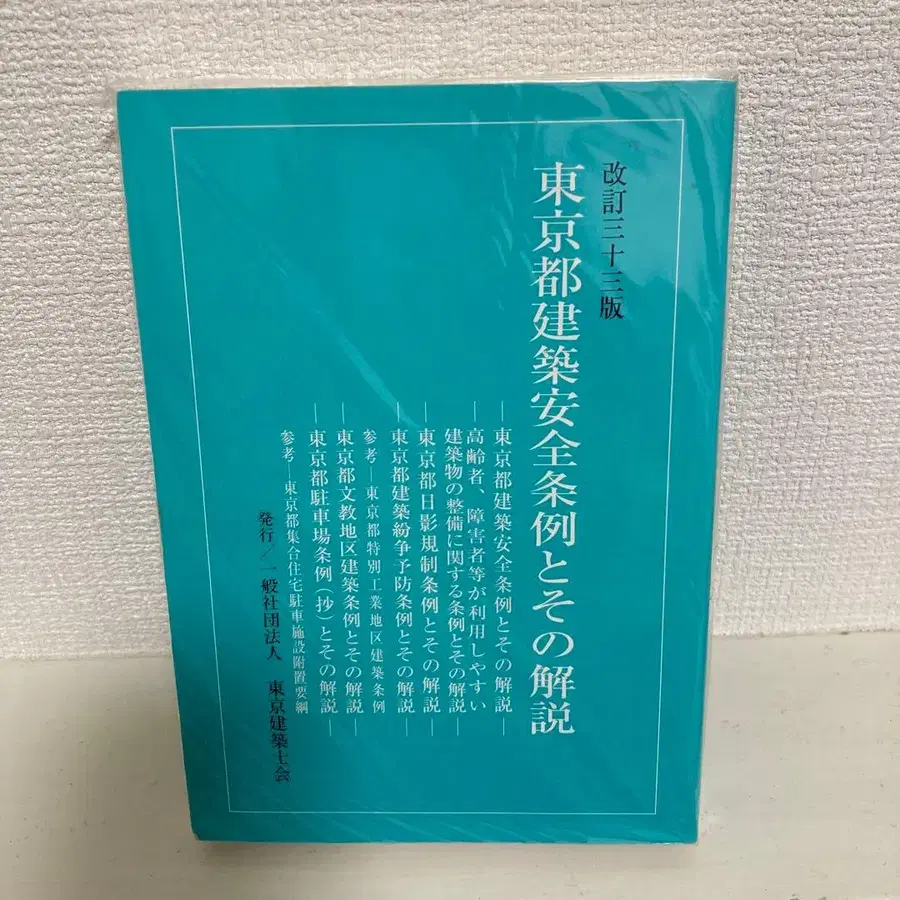 改訂三十三版
東京都建築安全条例とその解説
―東京都建築安全条例とその解説―
―高齢者、障害者等が利用しやすい
建築物の整備に関する条例とその解説―
―東京都日影規制条例とその解説―
―東京都建築紛争予防条例とその解説―
参考―東京都特別工業地区建築条例
―東京都文教地区建築条例とその解説―
―東京都駐車場条例（抄）とその解説―
参考―東京都集合住宅駐車施設附置要綱
発行／一般社団法人 東京建築士会